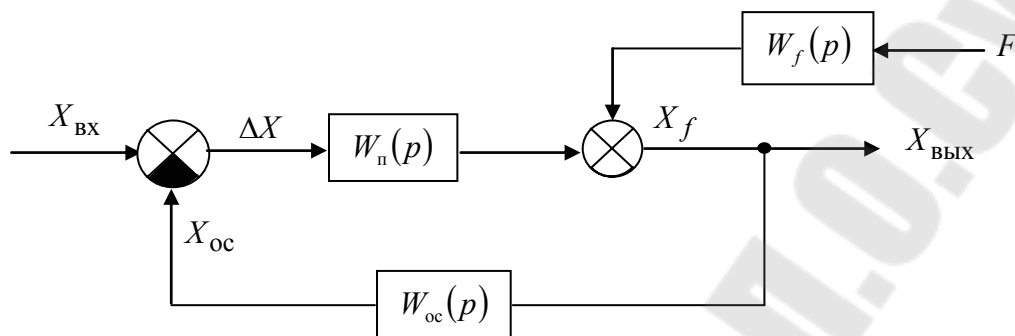 W_f(p)
F
X_вх
ΔX
W_п(p)
X_f
X_вых
X_ос
W_ос(p)